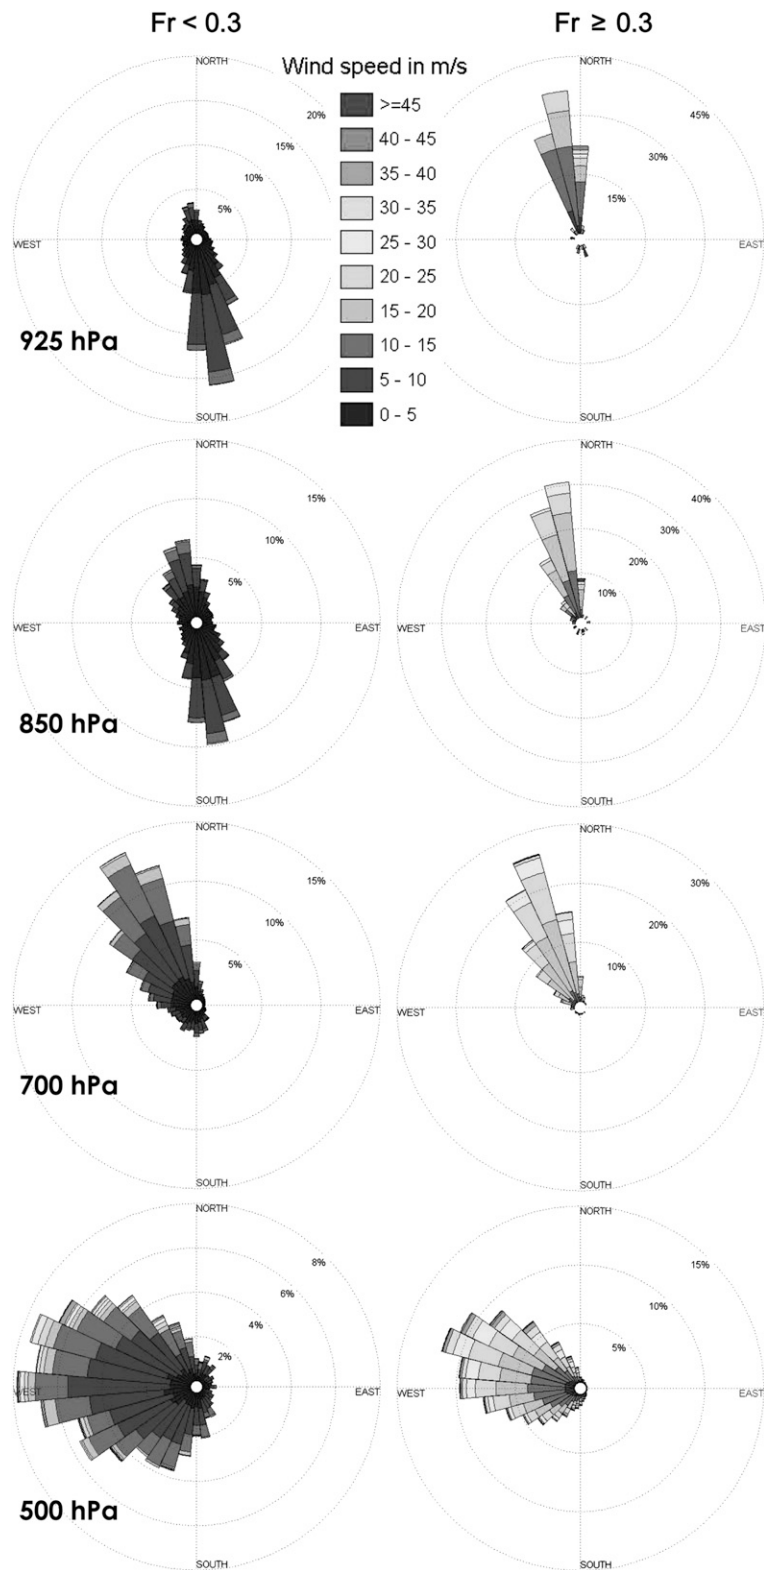 Fr < 0.3
Fr ≥ 0.3
NORTH
20%
15%
10%
5%
WEST
SOUTH
925 hPa
Wind speed in m/s
>=45
40 - 45
35 - 40
30 - 35
25 - 30
20 - 25
15 - 20
10 - 15
5 - 10
0 - 5
NORTH
45%
30%
15%
EAST
SOUTH
NORTH
15%
10%
5%
WEST
EAST
SOUTH
850 hPa
NORTH
40%
30%
20%
10%
WEST
EAST
SOUTH
NORTH
15%
10%
5%
WEST
EAST
SOUTH
700 hPa
NORTH
30%
20%
10%
WEST
EAST
SOUTH
NORTH
8%
6%
4%
2%
WEST
EAST
SOUTH
500 hPa
NORTH
15%
10%
5%
WEST
EAST
SOUTH